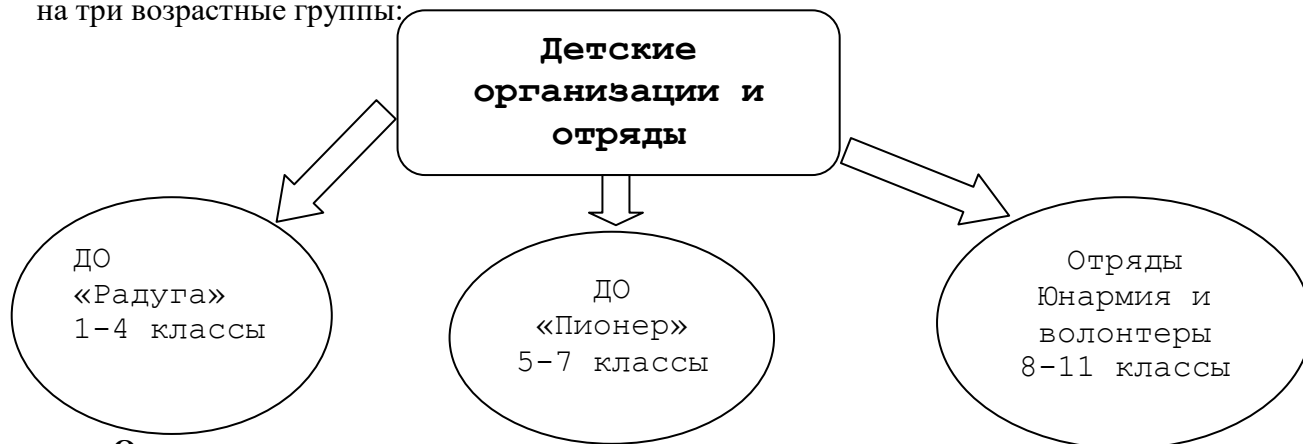 на три возрастные группы:
Детские
организации и
отряды
ДО
«Радуга»
1-4 классы
ДО
«Пионер»
5-7 классы
Отряды
Юнармия и
волонтеры
8-11 классы